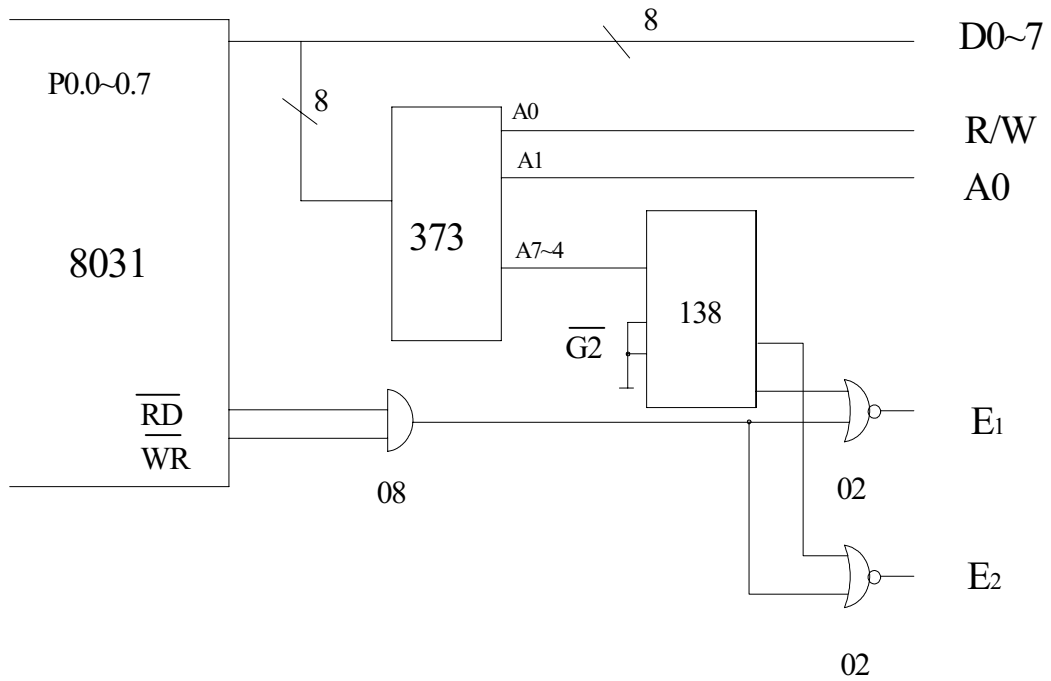 8
D0~7
P0.0~0.7
8
A0
R/W
A1
A0
8031
373
A7~4
138
G2
RD
WR
E1
08
02
E2
02